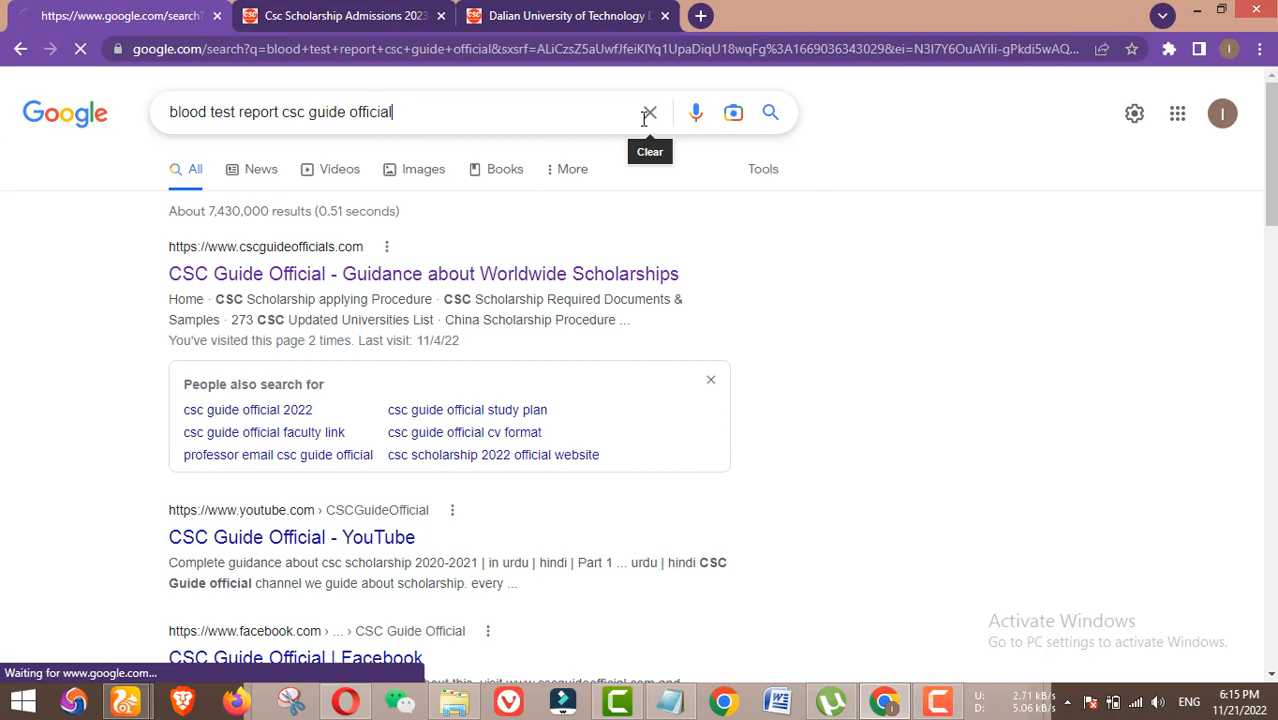 https://www.google.com/search?
Csc Scholarship Admissions 2023
Dalian University of Technology D
google.com/search?q=blood+test+report+csc+guide+official&sxsrf=ALiCzsZ5aUwfJfeiKlYq1UpaDiqU18wqFg%3A1669036343029&ei=N3l7Y6OuAYili-gPkdi5wAQ...
I
Google
blood test report csc guide official
I
Clear
All
News
Videos
Images
Books
More
Tools
About 7,430,000 results (0.51 seconds)
https://www.cscguideofficials.com
CSC Guide Official - Guidance about Worldwide Scholarships
Home · CSC Scholarship applying Procedure · CSC Scholarship Required Documents &
Samples · 273 CSC Updated Universities List · China Scholarship Procedure ...
You've visited this page 2 times. Last visit: 11/4/22
People also search for
csc guide official 2022
csc guide official study plan
csc guide official faculty link
csc guide official cv format
professor email csc guide official
csc scholarship 2022 official website
https://www.youtube.com › CSCGuideOfficial
CSC Guide Official - YouTube
Complete guidance about csc scholarship 2020-2021 | in urdu | hindi | Part 1 ... urdu | hindi CSC
Guide official channel we guide about scholarship. every ...
https://www.facebook.com › ... › CSC Guide Official
CSC Guide Official | Facebook
Activate Windows
Go to PC settings to activate Windows.
Waiting for www.google.com...
U: 2.71 kB/s
D: 5.06 kB/s
ENG
6:15 PM
11/21/2022